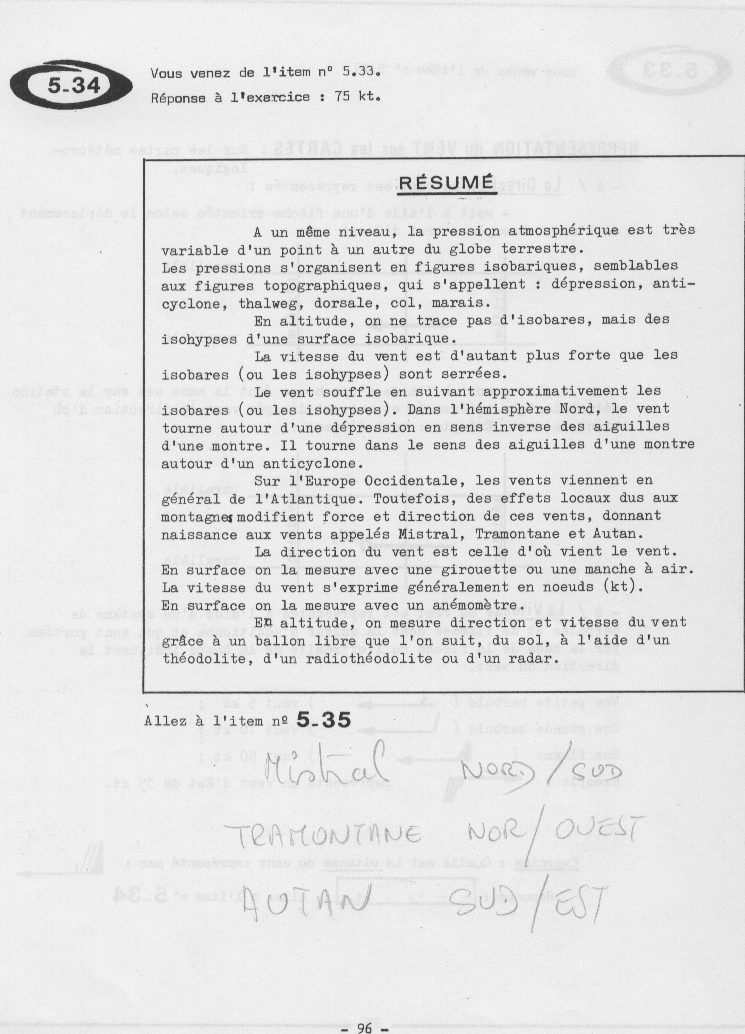 5-34
Vous venez de l'item n° 5.33.
Réponse à l'exercice : 75 kt.
RÉSUMÉ
A un même niveau, la pression atmosphérique est très
variable d'un point à un autre du globe terrestre.
Les pressions s'organisent en figures isobariques, semblables
aux figures topographiques, qui s'appellent : dépression, anti-
cyclone, thalweg, dorsale, col, marais.
En altitude, on ne trace pas d'isobares, mais des
isohypses d'une surface isobarique.
La vitesse du vent est d'autant plus forte que les
isobares (ou les isohypses) sont serrées.
Le vent souffle en suivant approximativement les
isobares (ou les isohypses). Dans l'hémisphère Nord, le vent
tourne autour d'une dépression en sens inverse des aiguilles
d'une montre. Il tourne dans le sens des aiguilles d'une montre
autour d'un anticyclone.
Sur l'Europe Occidentale, les vents viennent en
général de l'Atlantique. Toutefois, des effets locaux dus aux
montagnes modifient force et direction de ces vents, donnant
naissance aux vents appelés Mistral, Tramontane et Autan.
La direction du vent est celle d'où vient le vent.
En surface on la mesure avec une girouette ou une manche à air.
La vitesse du vent s'exprime généralement en noeuds (kt).
En surface on la mesure avec un anémomètre.
En altitude, on mesure direction et vitesse du vent
grâce à un ballon libre que l'on suit, du sol, à l'aide d'un
théodolite, d'un radiothéodolite ou d'un radar.
Allez à l'item nº 5-35
Mistral NORD/SUD
TRAMONTANE NOR/OUEST
AUTAN SUD/EST
- 96 -